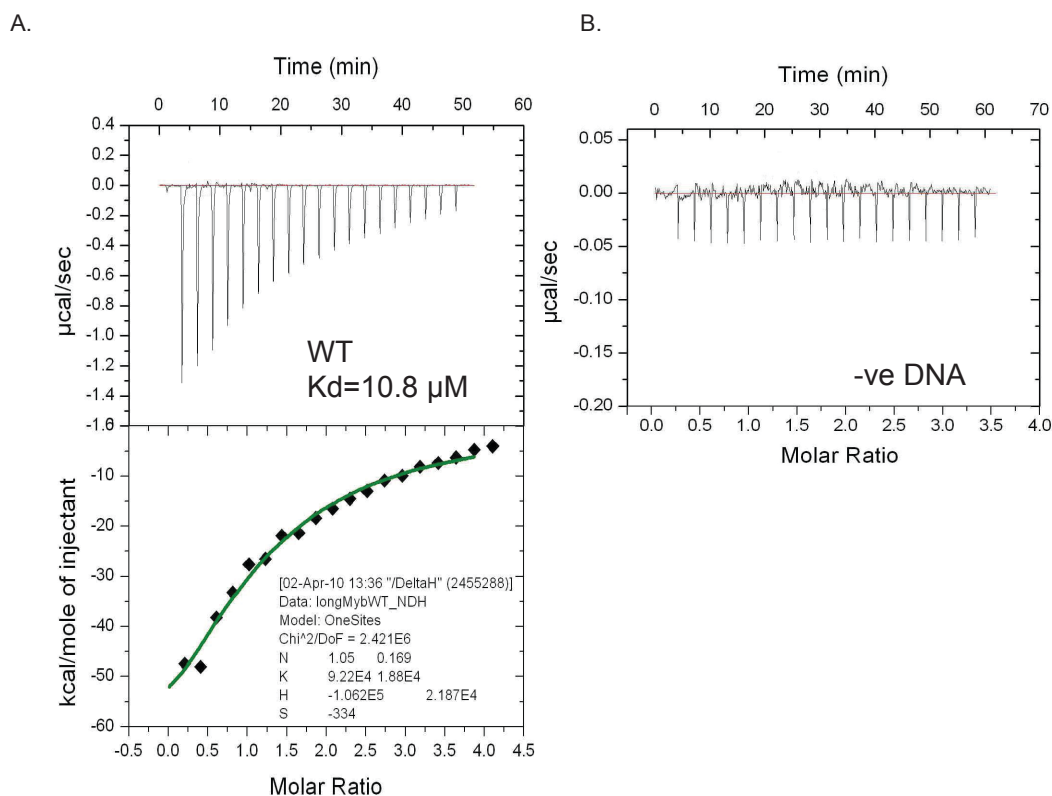 A.
Time (min)
0 10 20 30 40 50 60
0.4
0.2
0.0
-0.2
-0.4
-0.6
-0.8
-1.0
-1.2
-1.4
-1.6
µcal/sec
WT
Kd=10.8 µM
-10
-20
-30
-40
-50
-60
kcal/mole of injectant
[02-Apr-10 13:36 "/DeltaH" (2455288)]
Data: longMybWT_NDH
Model: OneSites
Chi^2/DoF = 2.421E6
N 1.05 0.169
K 9.22E4 1.88E4
H -1.062E5 2.187E4
S -334
-0.5 0.0 0.5 1.0 1.5 2.0 2.5 3.0 3.5 4.0 4.5
Molar Ratio
B.
Time (min)
0 10 20 30 40 50 60 70
0.05
0.00
-0.05
-0.10
-0.15
-0.20
µcal/sec
-ve DNA
0.0 0.5 1.0 1.5 2.0 2.5 3.0 3.5 4.0
Molar Ratio